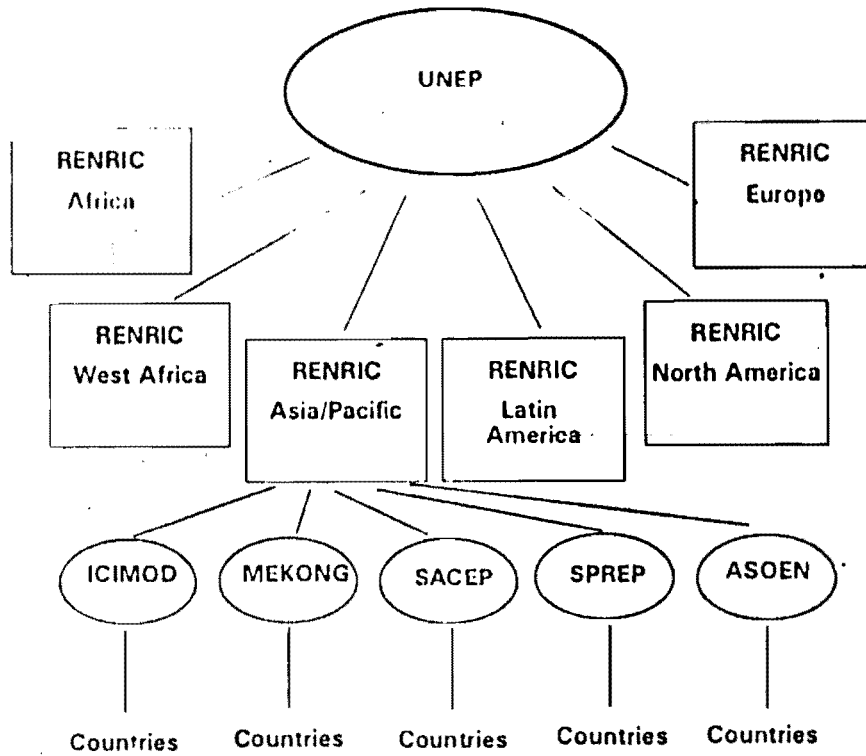 UNEP
RENRIC
Africa
RENRIC
Europe
RENRIC
West Africa
RENRIC
Asia/Pacific
RENRIC
Latin
America
RENRIC
North America
ICIMOD
MEKONG
SACEP
SPREP
ASOEN
Countries
Countries
Countries
Countries
Countries